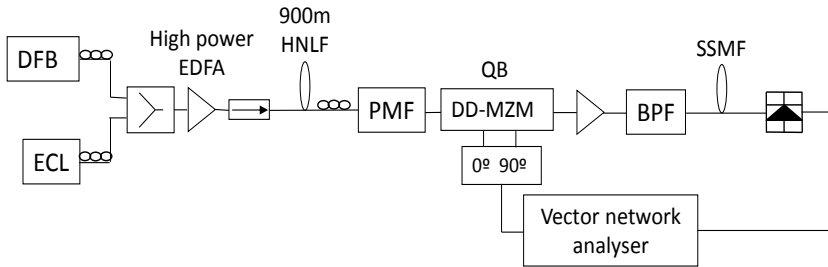 900m
HNLF
High power
EDFA
DFB
SSMF
QB
PMF
DD-MZM
BPF
ECL
0º 90º
Vector network
analyser